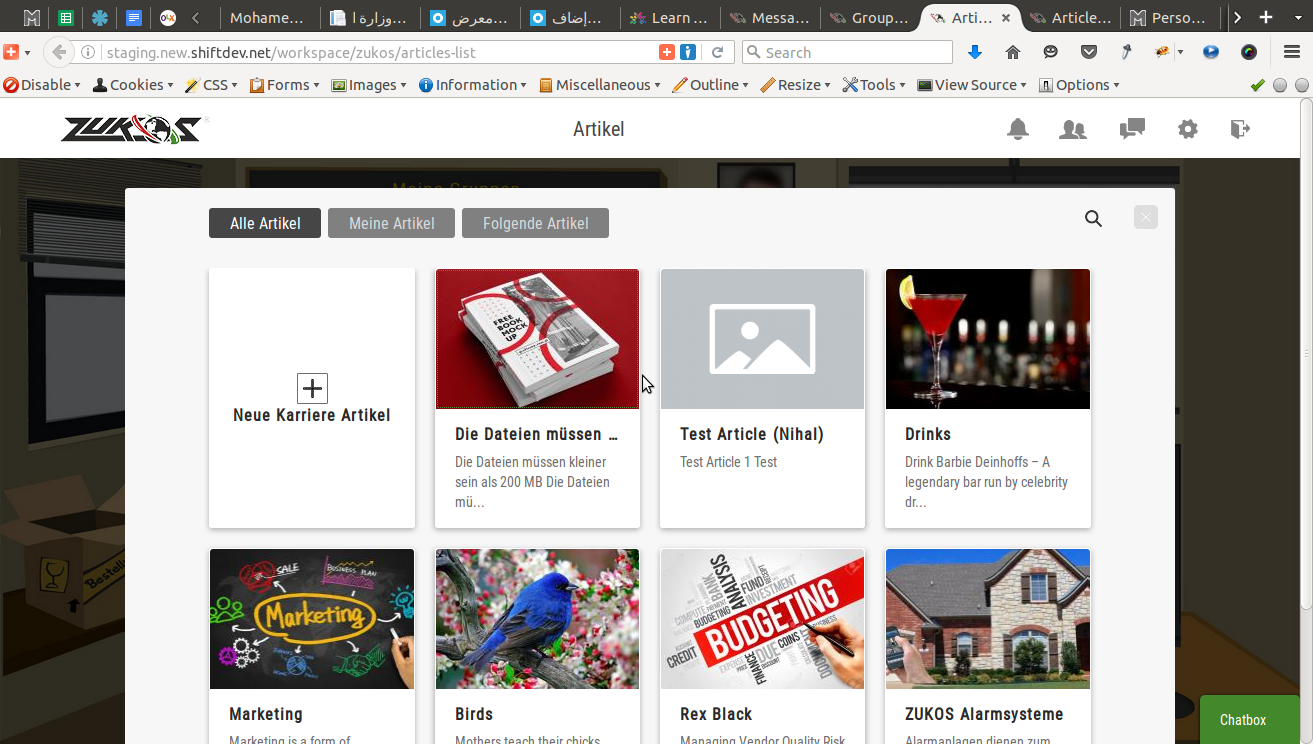 Mohame...
وزارة ا...
معرض...
إضاف...
Learn ...
Messa...
Group...
Arti...
Article...
Perso...
staging.new.shiftdev.net/workspace/zukos/articles-list
Search
Disable
Cookies
CSS
Forms
Images
Information
Miscellaneous
Outline
Resize
Tools
View Source
Options
ZUKOS
Artikel
Meine Gruppen
Alle Artikel
Meine Artikel
Folgende Artikel
Neue Karriere Artikel
FREE
BOOK
MOCK
UP
Die Dateien müssen ...
Die Dateien müssen kleiner
sein als 200 MB Die Dateien
mü...
Test Article (Nihal)
Test Article 1 Test
Drinks
Drink Barbie Deinhoffs – A
legendary bar run by celebrity
dr...
SALE
BUSINESS PLAN
Marketing
ANALYSIS
BANK
FUND
INVESTMENT
COMPUTE
BUDGETING
BUDGETING
CREDIT
FINANCE
DUE
COINS
DOWNPAYMENT
Marketing
Marketing is a form of
Birds
Mothers teach their chicks
Rex Black
Managing Vendor Quality Risk
ZUKOS Alarmsysteme
Alarmanlagen dienen zum
Chatbox